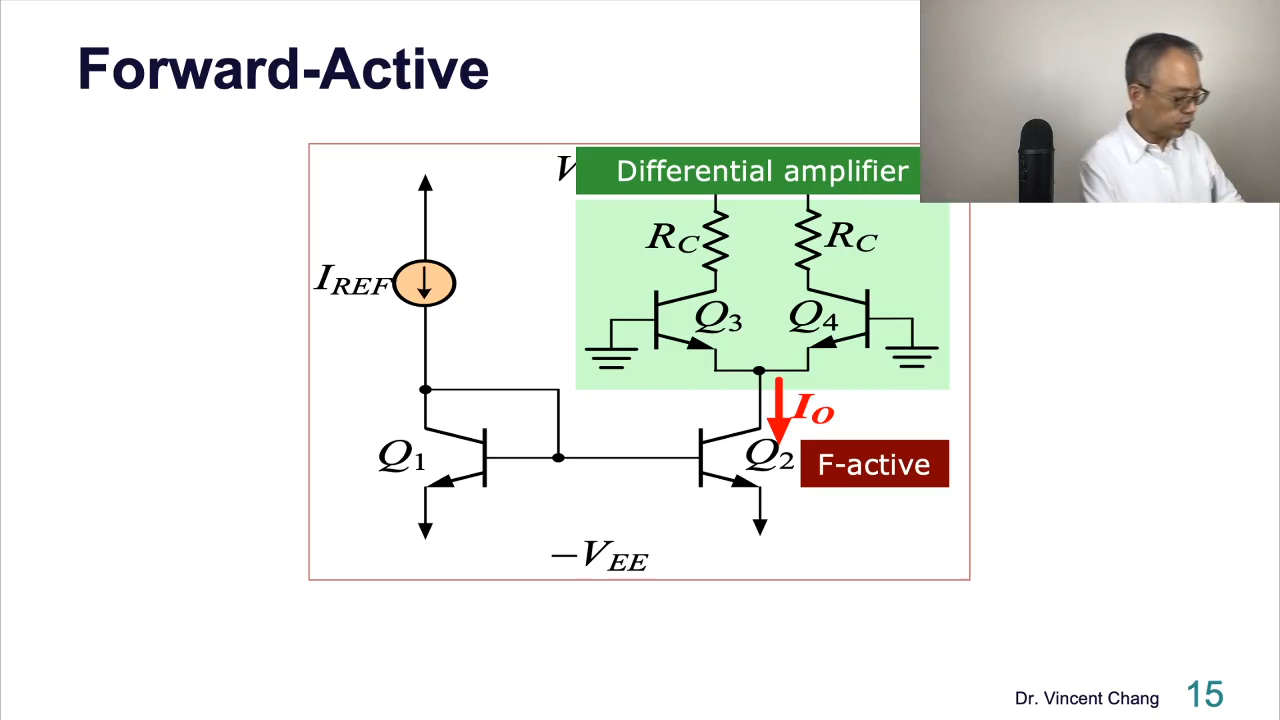 Forward-Active
V
Differential amplifier
R_C
R_C
I_REF
Q_3
Q_4
I_O
Q_1
Q_2
F-active
−V_EE
Dr. Vincent Chang
15